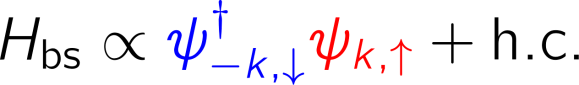 H_bs ∝ ψ†_{-k,↓} ψ_{k,↑} + h.c.